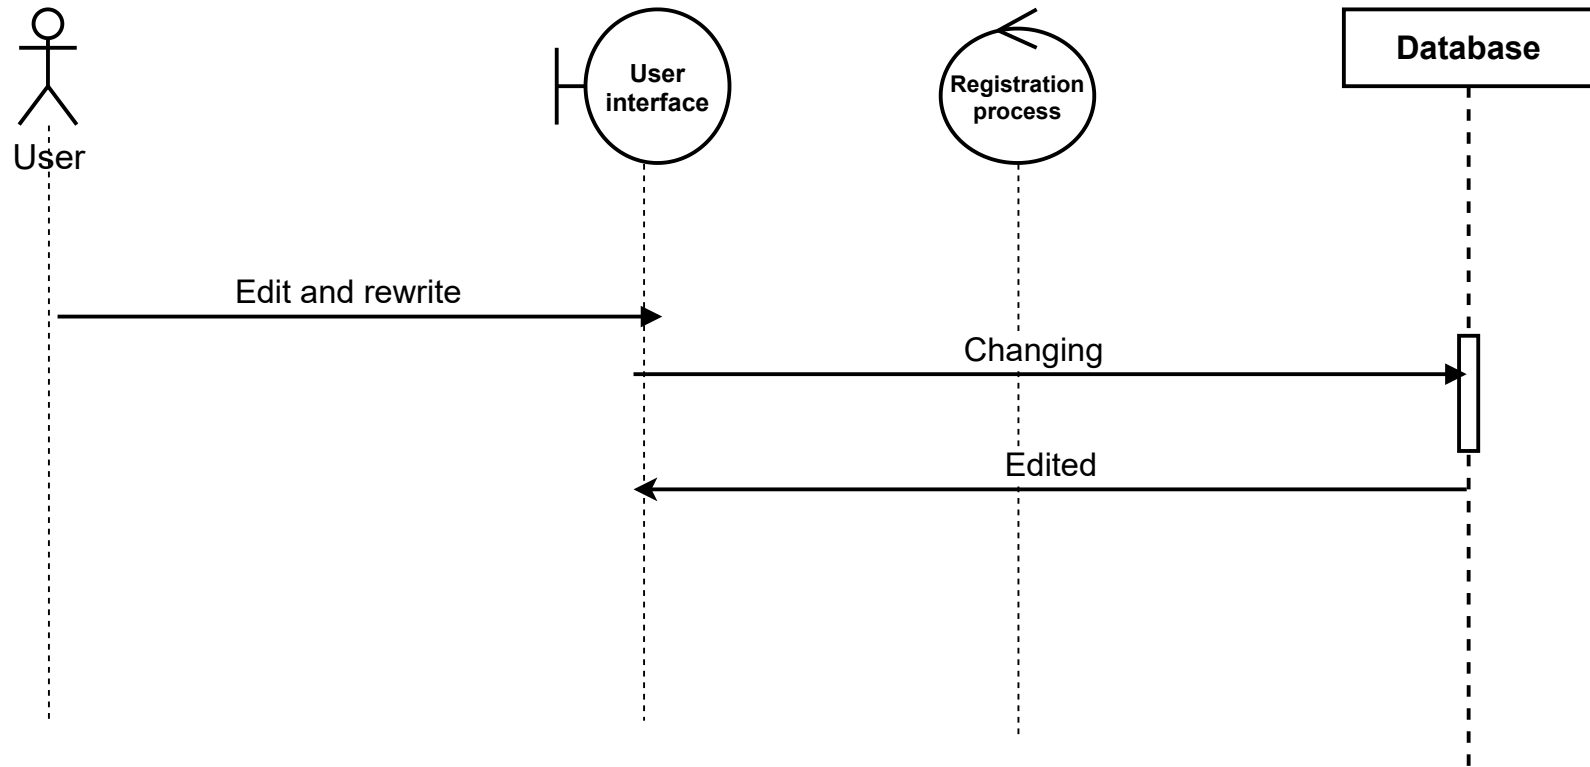 User
User
interface
Registration
process
Database
Edit and rewrite
Changing
Edited